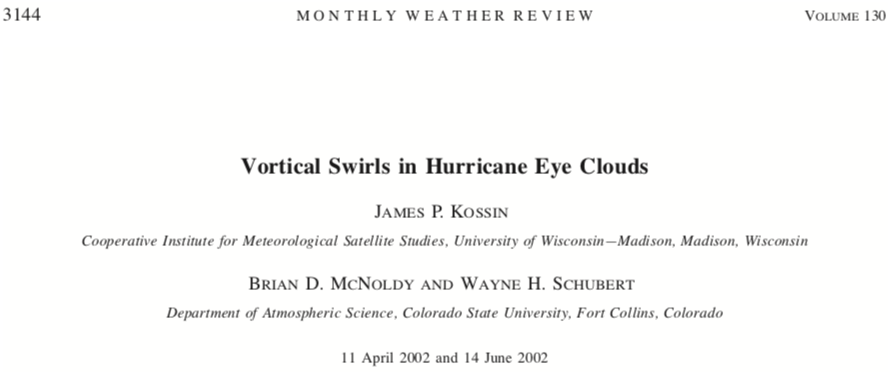 3144
MONTHLY WEATHER REVIEW
VOLUME 130
Vortical Swirls in Hurricane Eye Clouds
JAMES P. KOSSIN
Cooperative Institute for Meteorological Satellite Studies, University of Wisconsin—Madison, Madison, Wisconsin
BRIAN D. MCNOLDY AND WAYNE H. SCHUBERT
Department of Atmospheric Science, Colorado State University, Fort Collins, Colorado
11 April 2002 and 14 June 2002